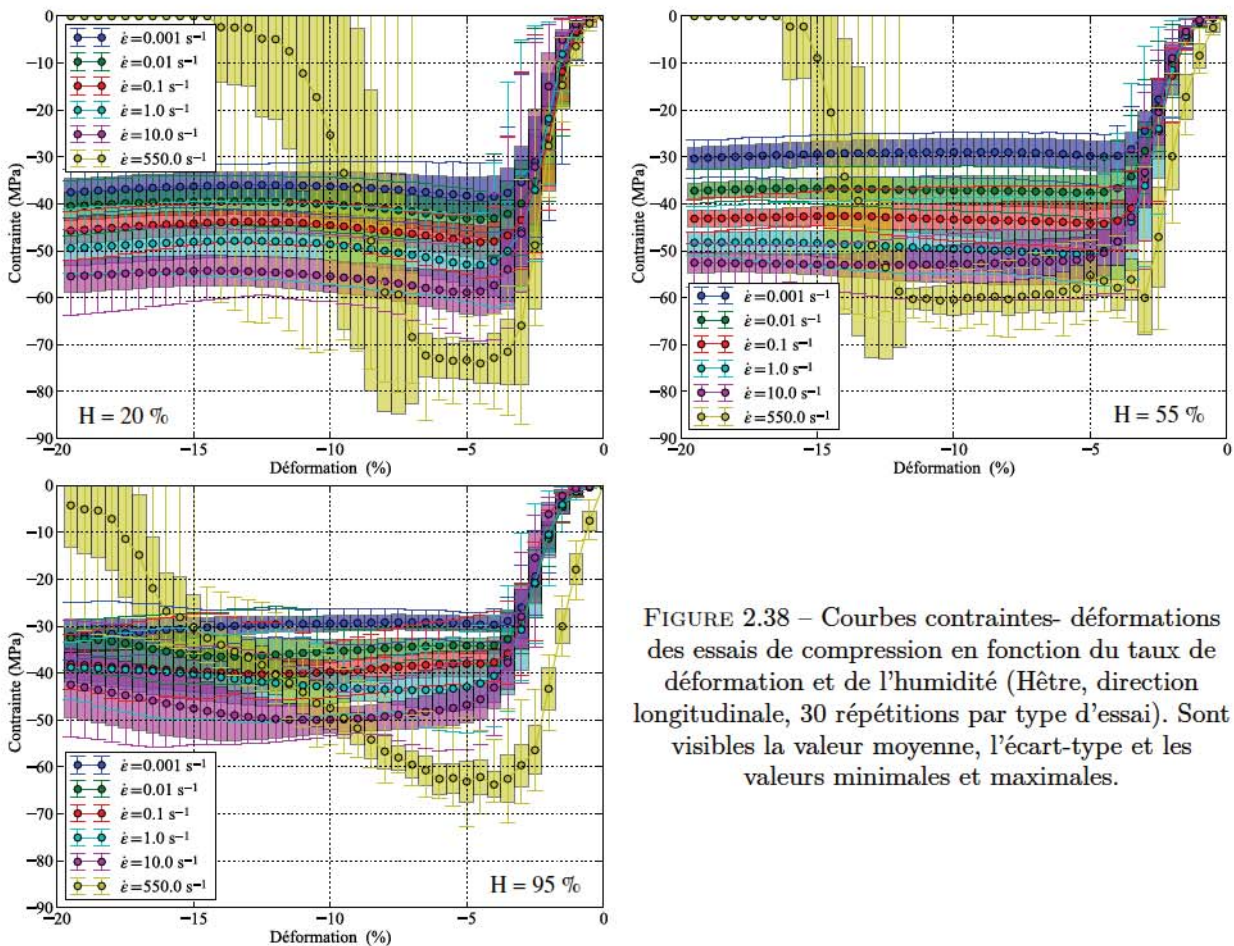 0
−10
−20
−30
−40
−50
−60
−70
−80
−90
Contrainte (MPa)
ε̇=0.001 s⁻¹
ε̇=0.01 s⁻¹
ε̇=0.1 s⁻¹
ε̇=1.0 s⁻¹
ε̇=10.0 s⁻¹
ε̇=550.0 s⁻¹
H = 20 %
−20 −15 −10 −5 0
Déformation (%)
0
−10
−20
−30
−40
−50
−60
−70
−80
−90
Contrainte (MPa)
ε̇=0.001 s⁻¹
ε̇=0.01 s⁻¹
ε̇=0.1 s⁻¹
ε̇=1.0 s⁻¹
ε̇=10.0 s⁻¹
ε̇=550.0 s⁻¹
H = 55 %
−20 −15 −10 −5 0
Déformation (%)
0
−10
−20
−30
−40
−50
−60
−70
−80
−90
Contrainte (MPa)
ε̇=0.001 s⁻¹
ε̇=0.01 s⁻¹
ε̇=0.1 s⁻¹
ε̇=1.0 s⁻¹
ε̇=10.0 s⁻¹
ε̇=550.0 s⁻¹
H = 95 %
−20 −15 −10 −5 0
Déformation (%)
FIGURE 2.38 – Courbes contraintes- déformations
des essais de compression en fonction du taux de
déformation et de l'humidité (Hêtre, direction
longitudinale, 30 répétitions par type d'essai). Sont
visibles la valeur moyenne, l'écart-type et les
valeurs minimales et maximales.